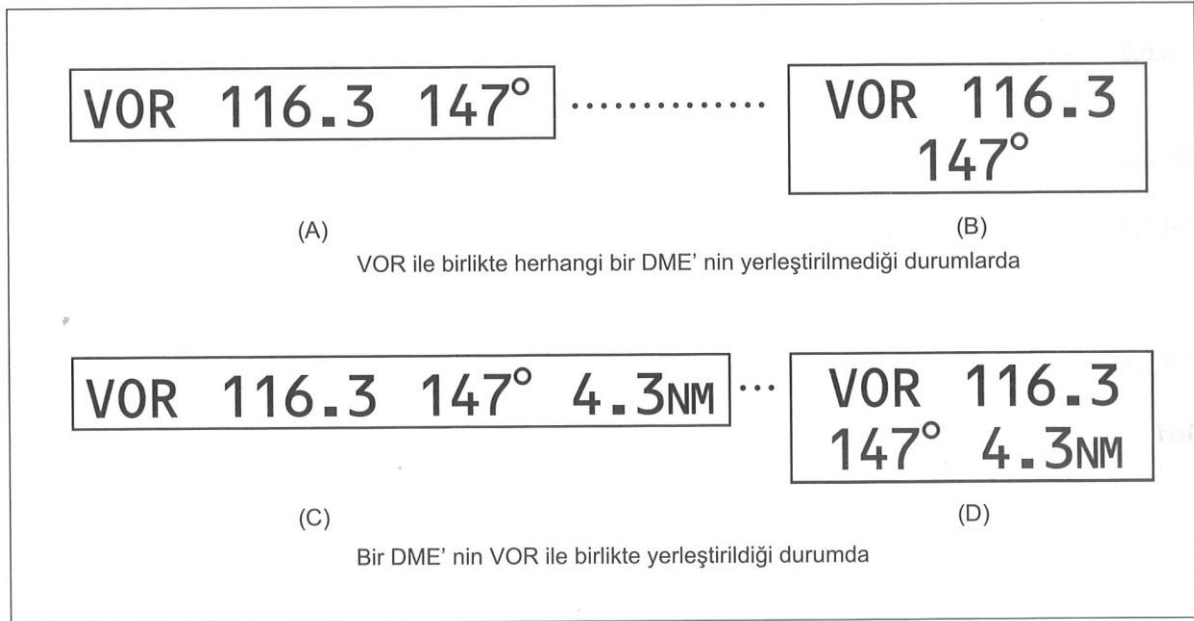 VOR 116.3 147° .............. VOR 116.3
147°
(A) (B)
VOR ile birlikte herhangi bir DME' nin yerleştirilmediği durumlarda
VOR 116.3 147° 4.3NM ... VOR 116.3
147° 4.3NM
(C) (D)
Bir DME' nin VOR ile birlikte yerleştirildiği durumda